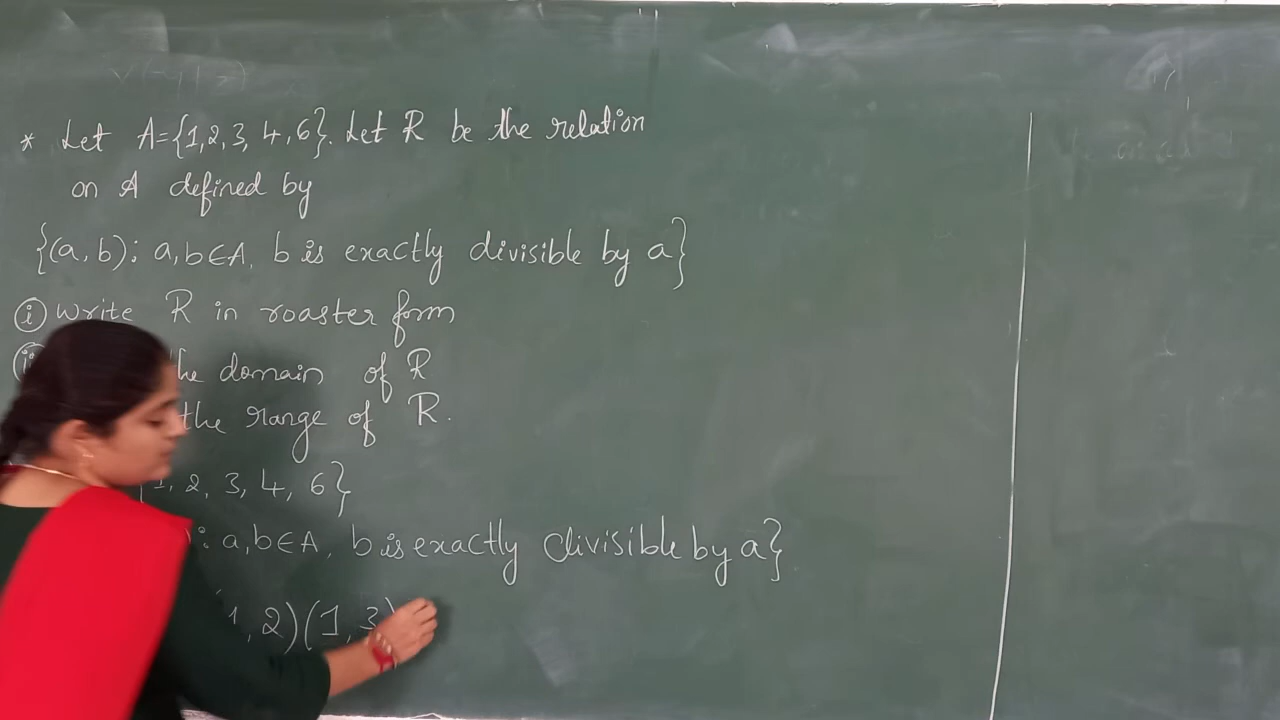 * Let A={1,2,3,4,6}. Let R be the relation
on A defined by
{(a,b): a,b∈A, b is exactly divisible by a}
(i) Write R in roaster form
the domain of R
the range of R.
1, 2, 3, 4, 6}
: a,b∈A, b is exactly divisible by a}
1, 2)(1, 3)